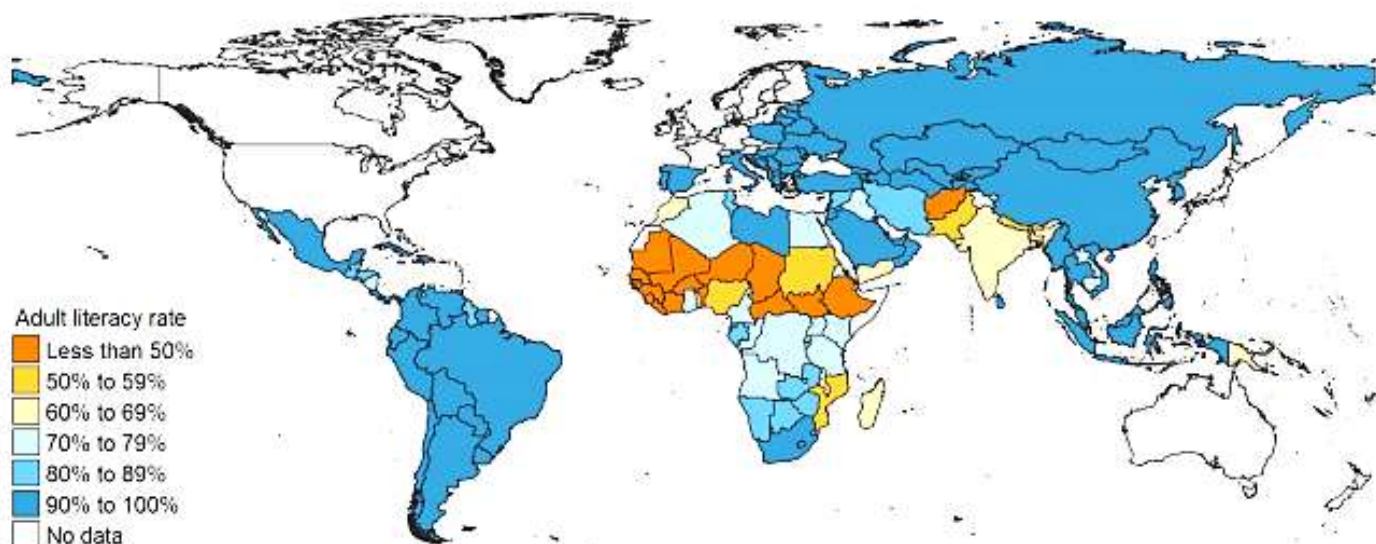 Adult literacy rate
Less than 50%
50% to 59%
60% to 69%
70% to 79%
80% to 89%
90% to 100%
No data